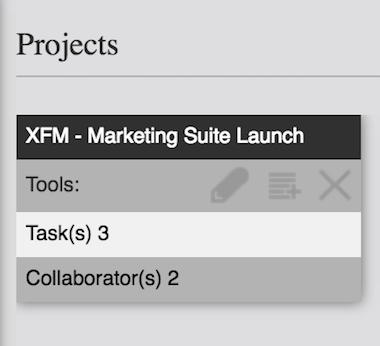 Projects
XFM - Marketing Suite Launch
Tools:
Task(s) 3
Collaborator(s) 2